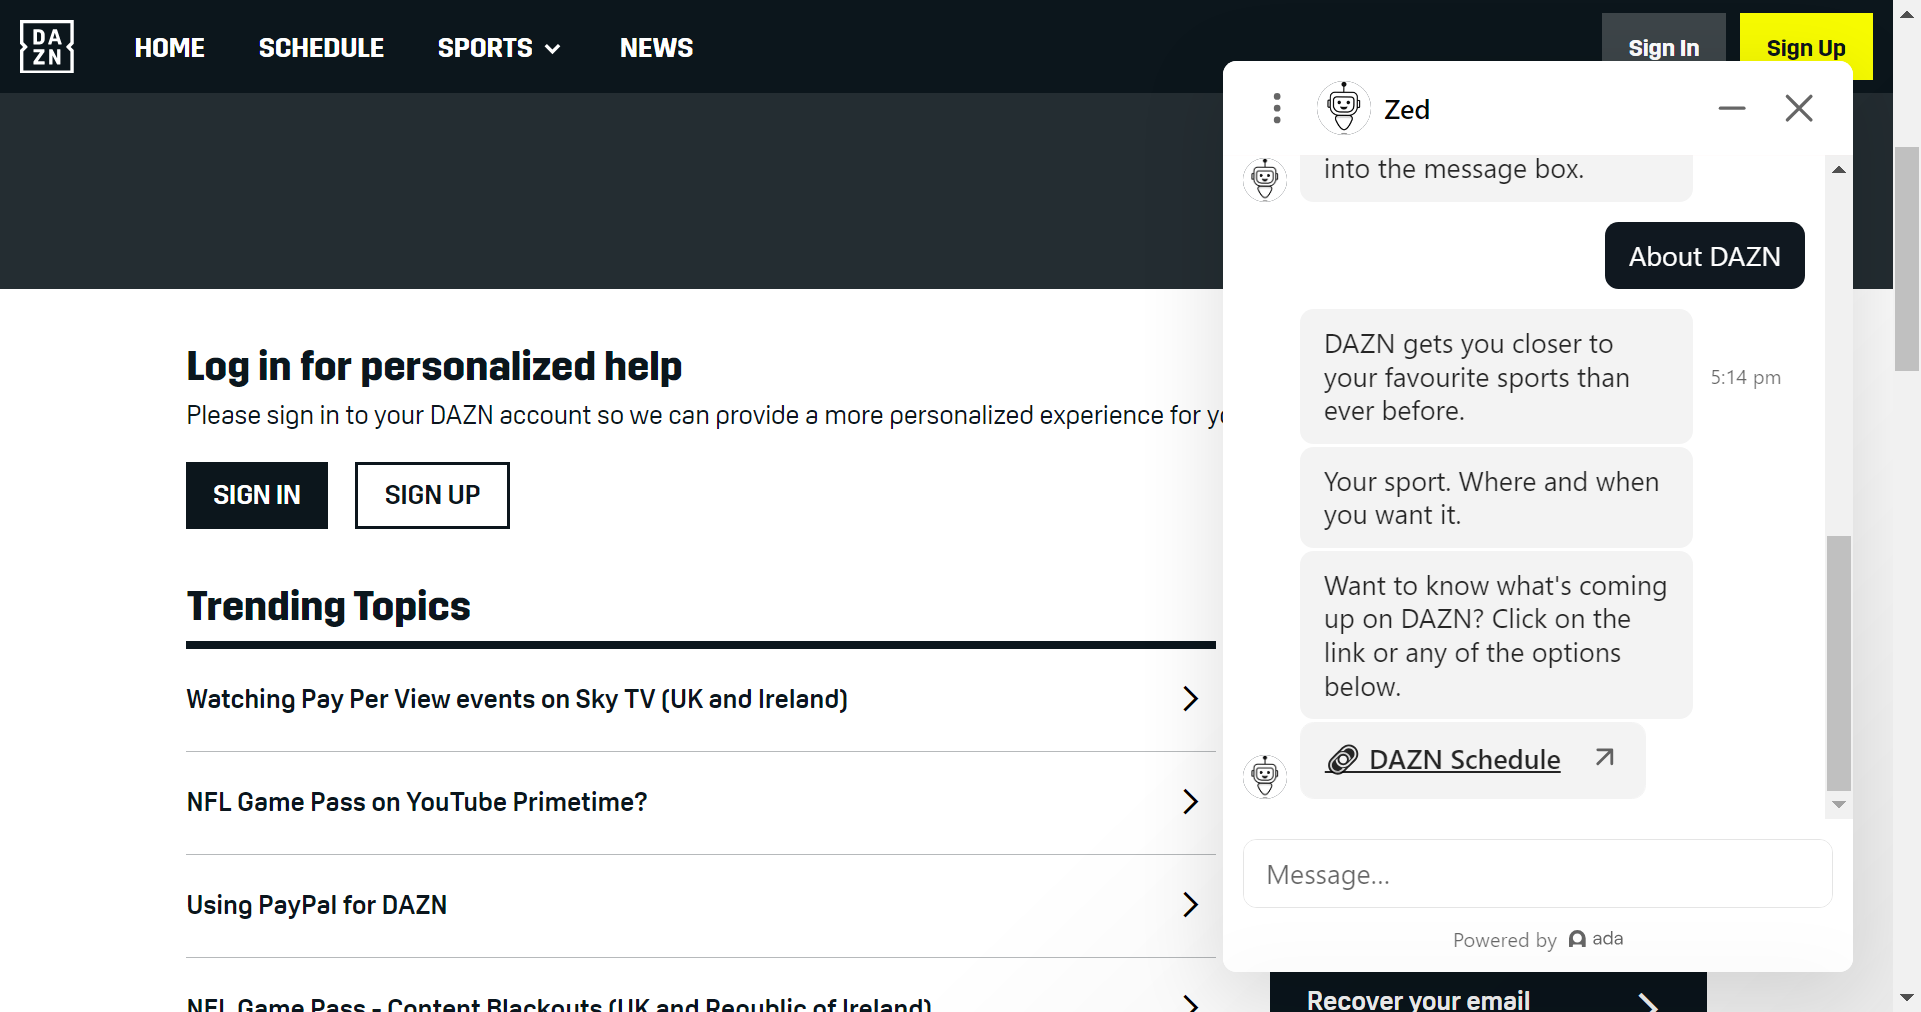 DA
ZN
HOME
SCHEDULE
SPORTS
NEWS
Sign In
Sign Up
Log in for personalized help
Please sign in to your DAZN account so we can provide a more personalized experience for
SIGN IN
SIGN UP
Trending Topics
Watching Pay Per View events on Sky TV (UK and Ireland)
NFL Game Pass on YouTube Primetime?
Using PayPal for DAZN
NFL Game Pass - Content Blackouts (UK and Republic of Ireland)
Zed
into the message box.
About DAZN
DAZN gets you closer to
your favourite sports than
ever before.
5:14 pm
Your sport. Where and when
you want it.
Want to know what's coming
up on DAZN? Click on the
link or any of the options
below.
DAZN Schedule
Message...
Powered by ada
Recover your email